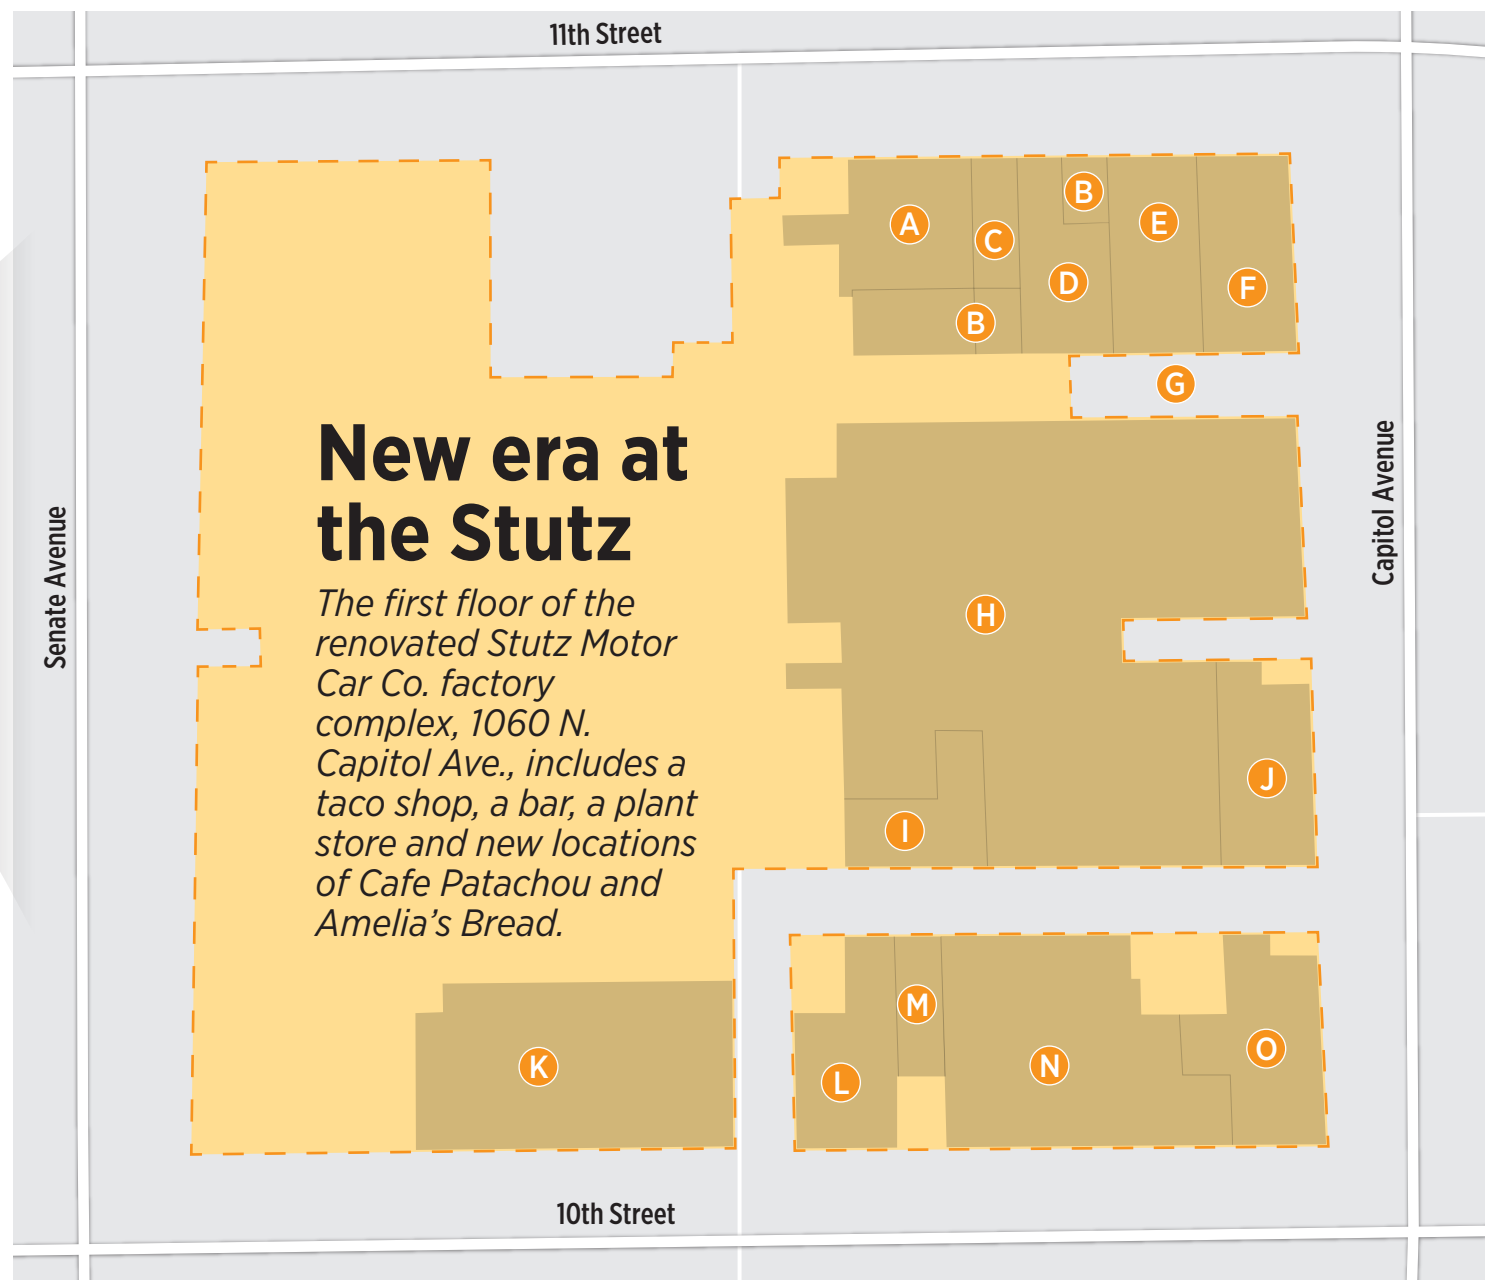 11th Street
A
B
C
E
D
F
B
G
Capitol Avenue
Senate Avenue
New era at
the Stutz
The first floor of the
renovated Stutz Motor
Car Co. factory
complex, 1060 N.
Capitol Ave., includes a
taco shop, a bar, a plant
store and new locations
of Cafe Patachou and
Amelia's Bread.
H
J
I
M
K
L
N
O
10th Street